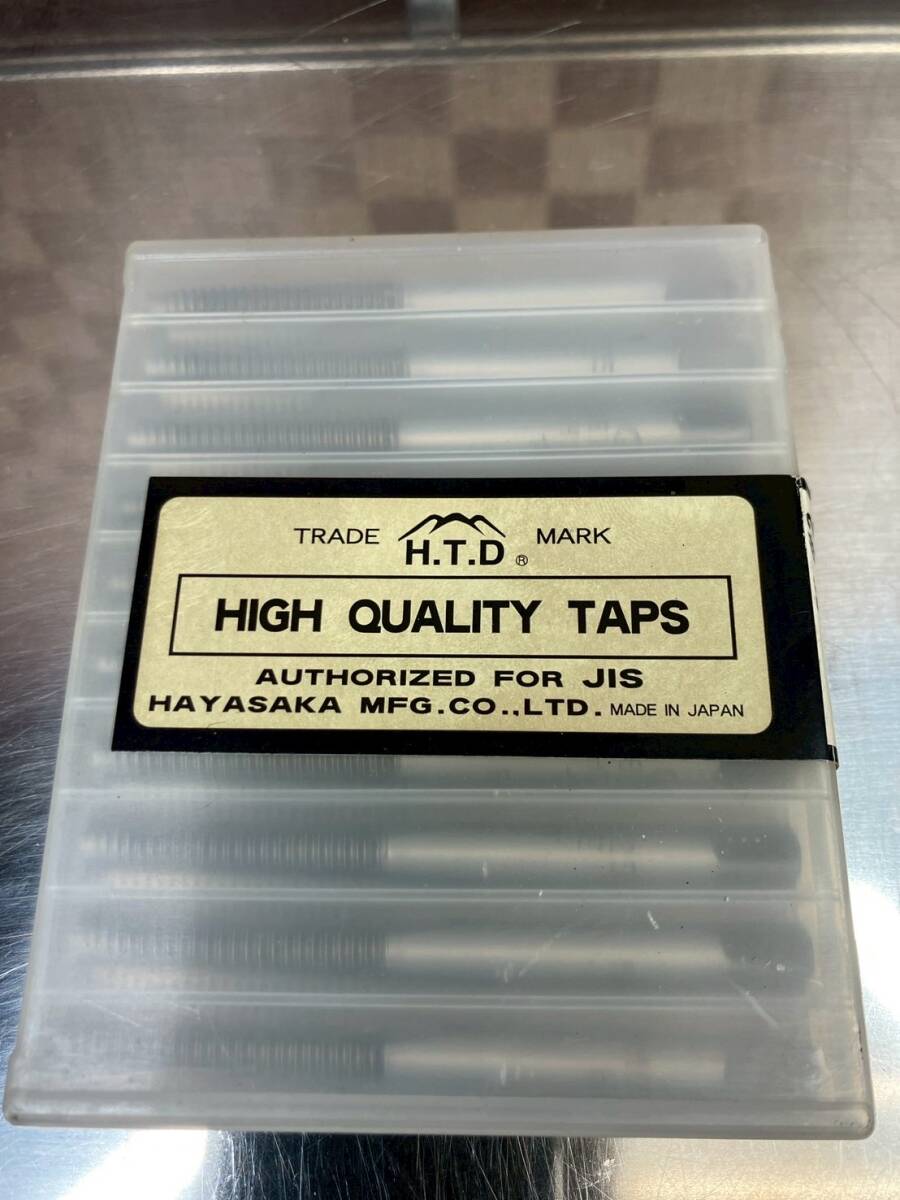 TRADE H.T.D ® MARK
HIGH QUALITY TAPS
AUTHORIZED FOR JIS
HAYASAKA MFG.CO.,LTD. MADE IN JAPAN